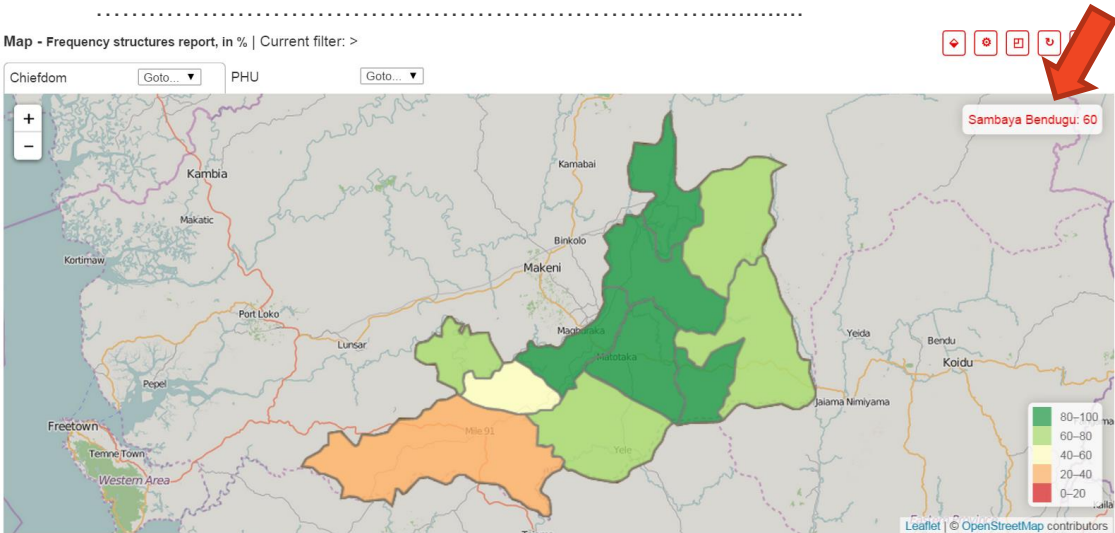 Map - Frequency structures report, in % | Current filter: >
Chiefdom Goto... ▼ PHU Goto... ▼
+
−
Sambaya Bendugu: 60
Kamabai
Kambia
Makatic
Binkolo
Kortimaw
Makeni
Port Loko
Magburaka
Yeida
Lunsar
Bendu
Matotaka
Koidu
Pepel
Jaiama Nimiyama
Freetown
Mile 91
Temne Town
Yele
Western Area
80–100
60–80
40–60
20–40
0–20
Leaflet | © OpenStreetMap contributors